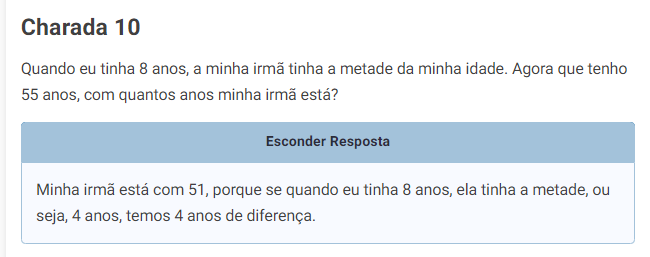 Charada 10
Quando eu tinha 8 anos, a minha irmã tinha a metade da minha idade. Agora que tenho
55 anos, com quantos anos minha irmã está?
Esconder Resposta
Minha irmã está com 51, porque se quando eu tinha 8 anos, ela tinha a metade, ou
seja, 4 anos, temos 4 anos de diferença.